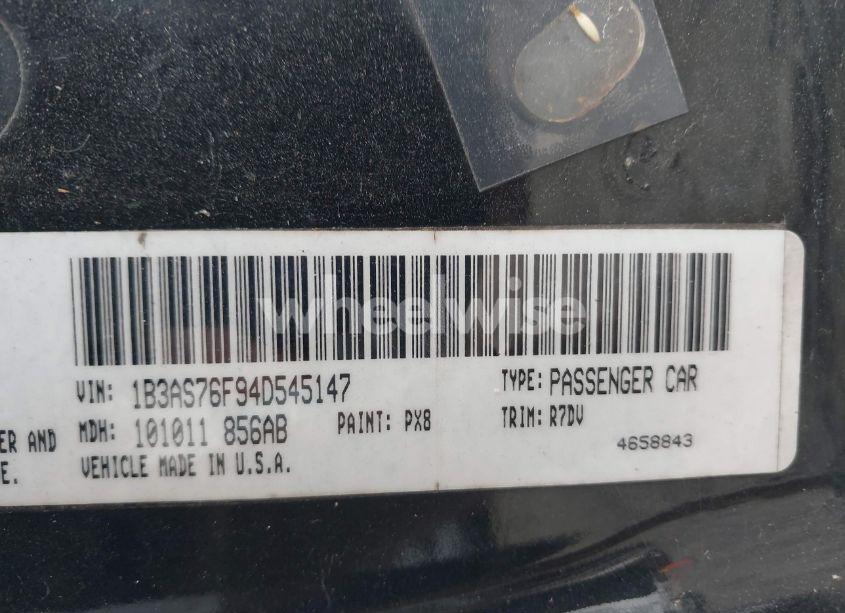 wheelwise
VIN: 1B3AS76F94D545147 TYPE: PASSENGER CAR
ER AND MDH: 101011 856AB PAINT: PX8 TRIM: R7DV
E. VEHICLE MADE IN U.S.A. 4658843